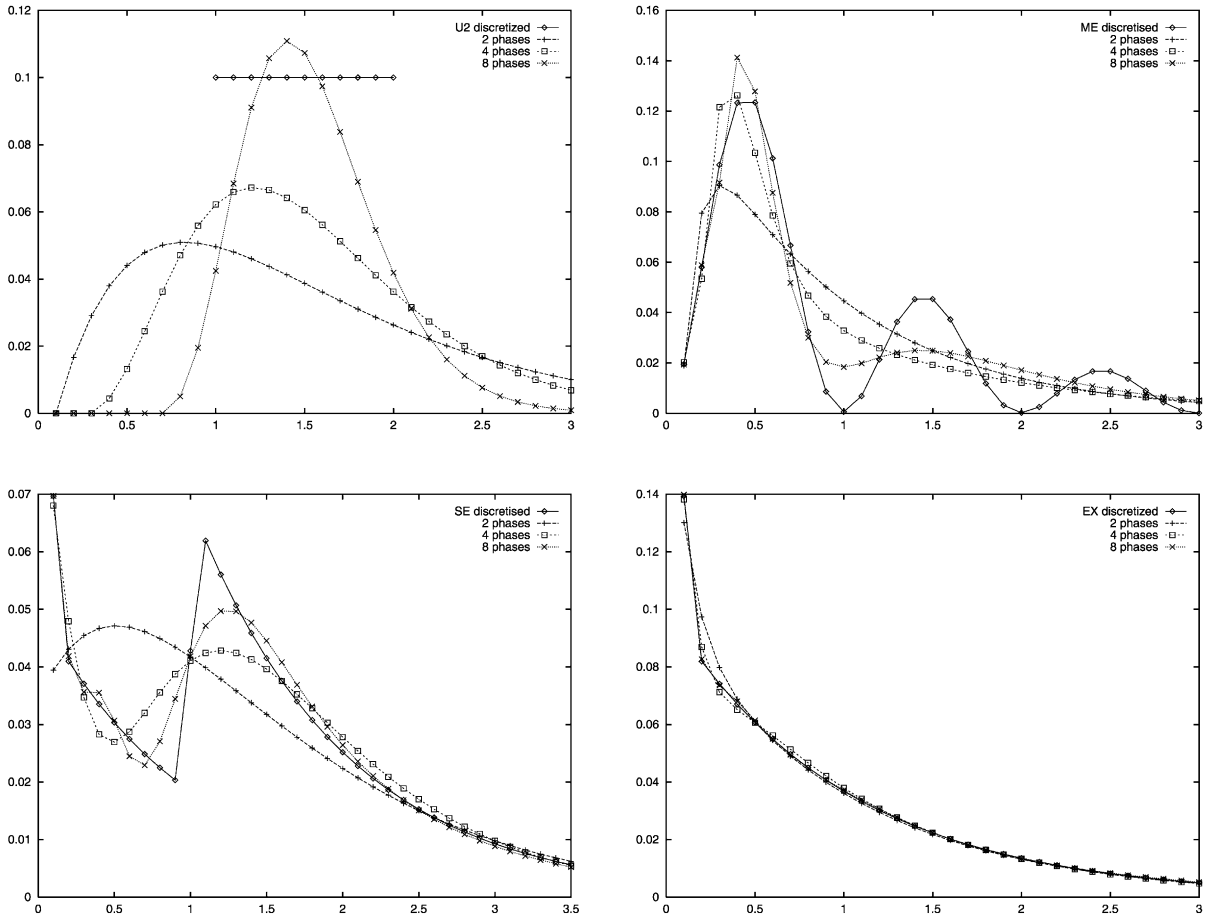 0.12
0.1
0.08
0.06
0.04
0.02
0
U2 discretized
2 phases
4 phases
8 phases
0 0.5 1 1.5 2 2.5 3
0.16
0.14
0.12
0.1
0.08
0.06
0.04
0.02
0
ME discretised
2 phases
4 phases
8 phases
0 0.5 1 1.5 2 2.5 3
0.07
0.06
0.05
0.04
0.03
0.02
0.01
0
SE discretised
2 phases
4 phases
8 phases
0 0.5 1 1.5 2 2.5 3 3.5
0.14
0.12
0.1
0.08
0.06
0.04
0.02
0
EX discretized
2 phases
4 phases
8 phases
0 0.5 1 1.5 2 2.5 3